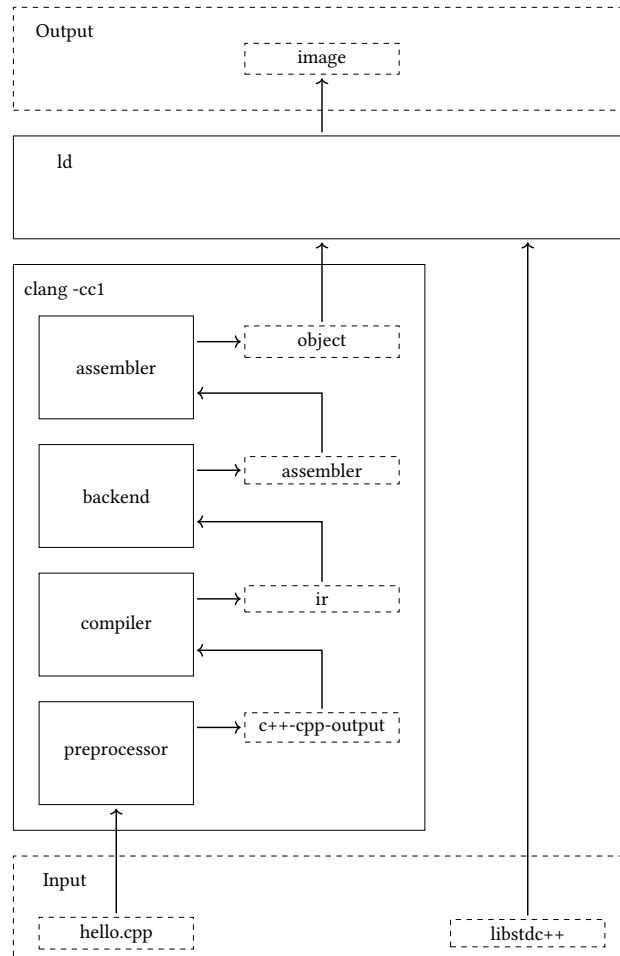 Output
image
ld
clang -cc1
object
assembler
assembler
backend
ir
compiler
c++-cpp-output
preprocessor
Input
hello.cpp
libstdc++